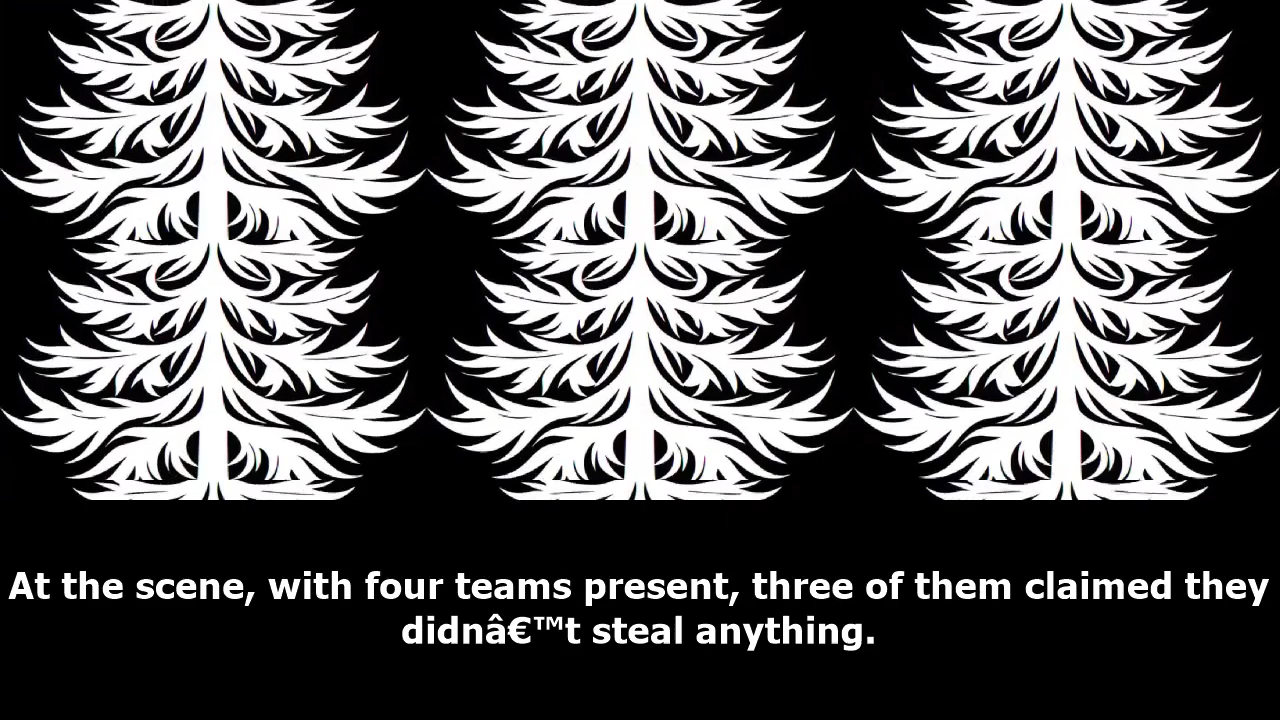 At the scene, with four teams present, three of them claimed they
didnâ€™t steal anything.